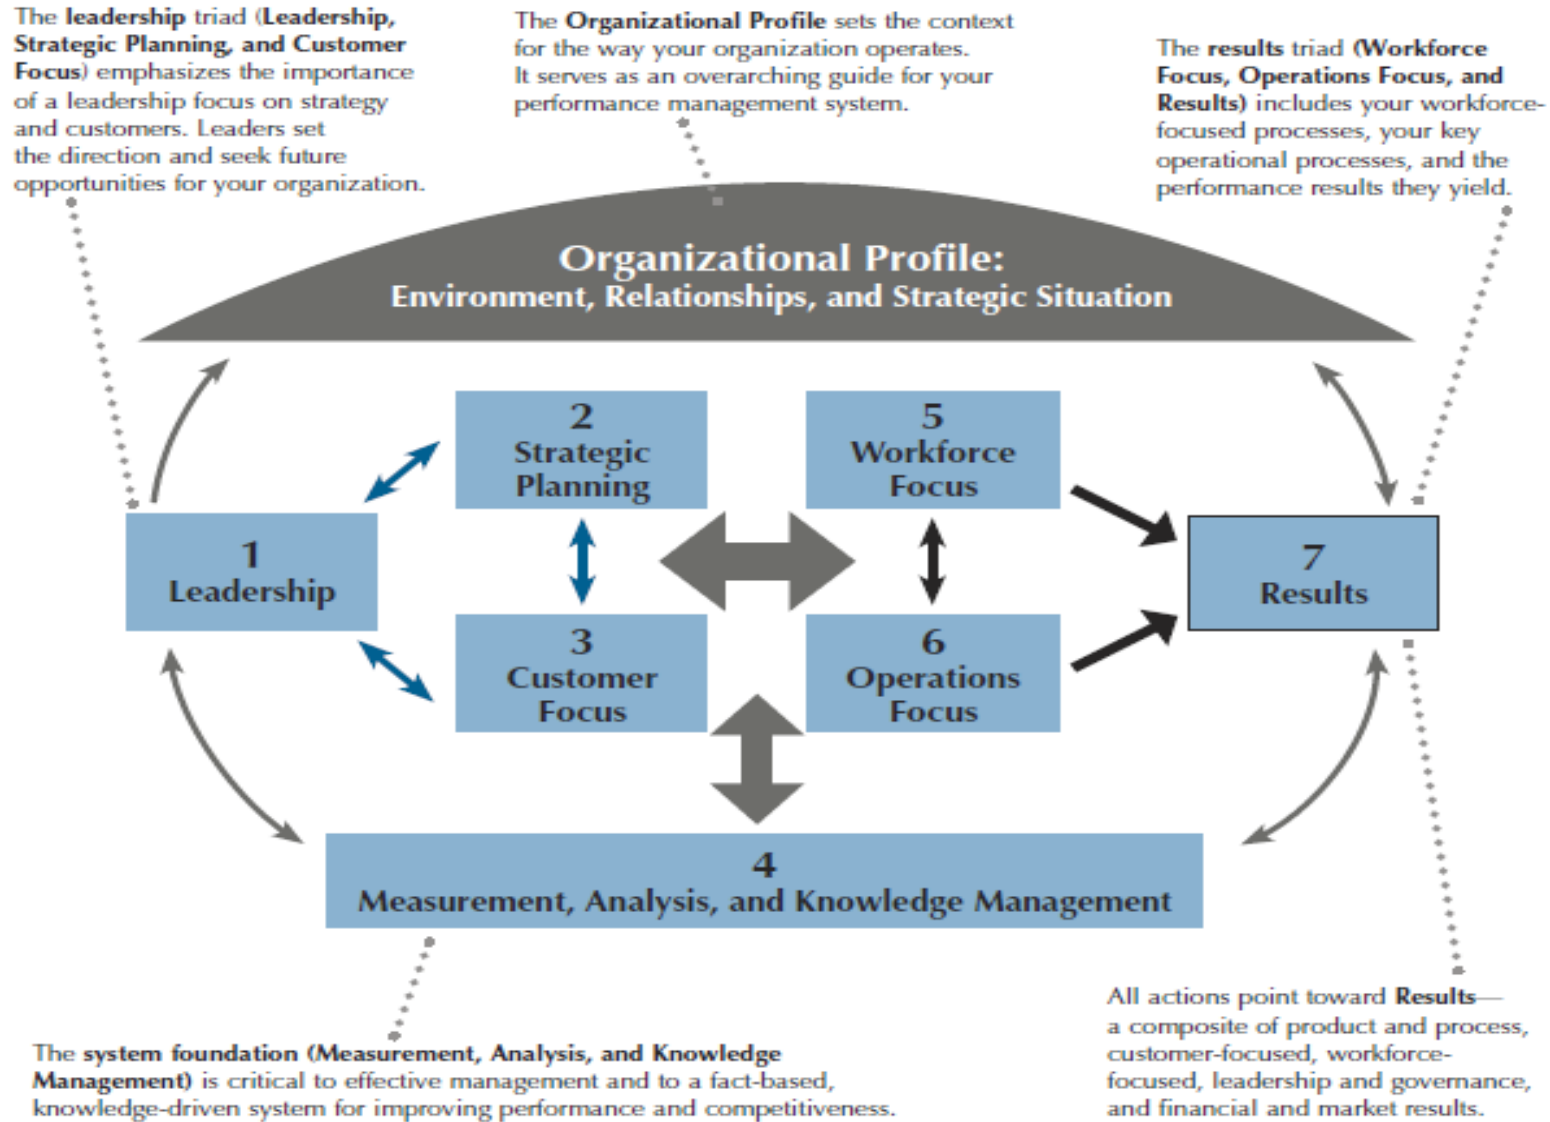 The leadership triad (Leadership,
Strategic Planning, and Customer
Focus) emphasizes the importance
of a leadership focus on strategy
and customers. Leaders set
the direction and seek future
opportunities for your organization.
The Organizational Profile sets the context
for the way your organization operates.
It serves as an overarching guide for your
performance management system.
The results triad (Workforce
Focus, Operations Focus, and
Results) includes your workforce-
focused processes, your key
operational processes, and the
performance results they yield.
Organizational Profile:
Environment, Relationships, and Strategic Situation
1
Leadership
2
Strategic
Planning
3
Customer
Focus
5
Workforce
Focus
6
Operations
Focus
7
Results
4
Measurement, Analysis, and Knowledge Management
The system foundation (Measurement, Analysis, and Knowledge
Management) is critical to effective management and to a fact-based,
knowledge-driven system for improving performance and competitiveness.
All actions point toward Results—
a composite of product and process,
customer-focused, workforce-
focused, leadership and governance,
and financial and market results.